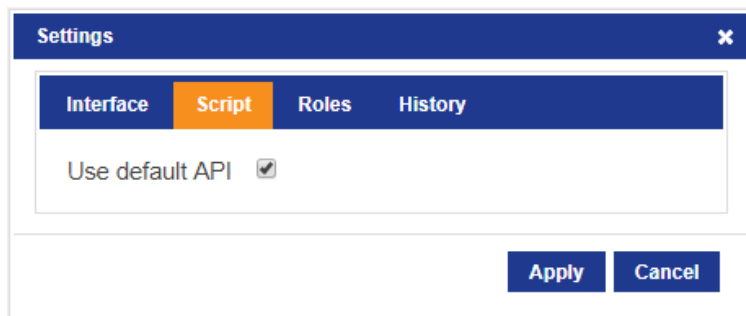 Settings
Interface Script Roles History
Use default API
Apply Cancel